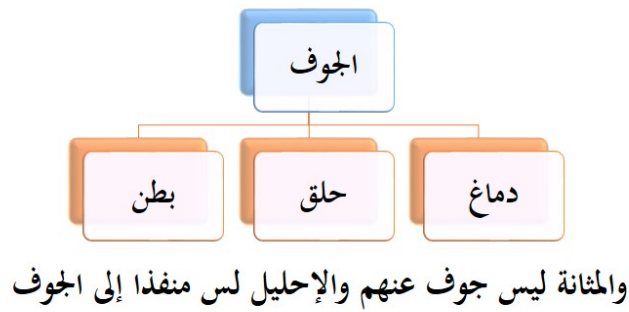 الجوف
دماغ
حلق
بطن
والمثانة ليس جوف عنهم والإحليل لس منفذا إلى الجوف